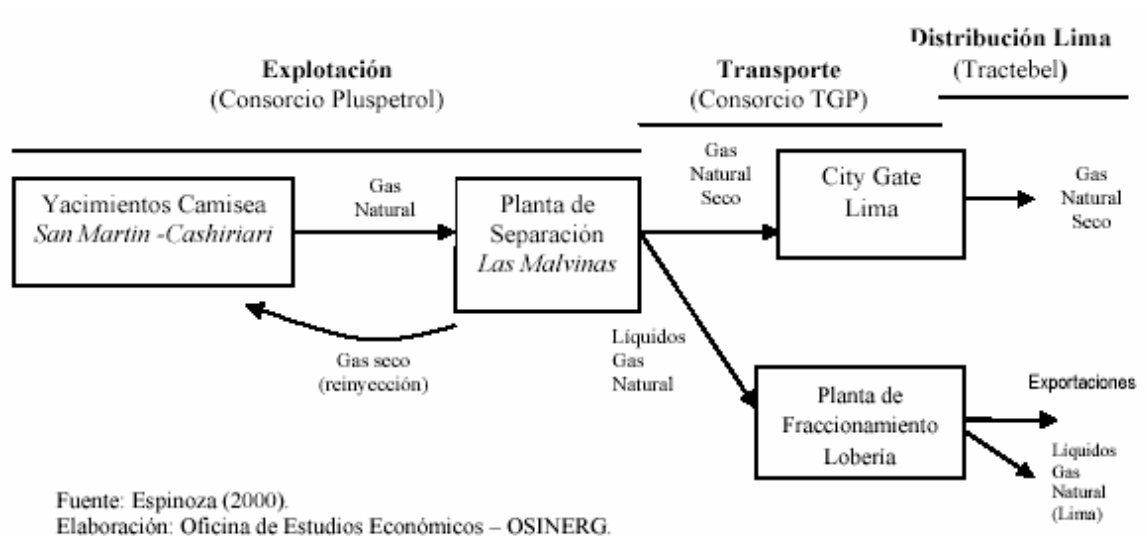 Distribución Lima
(Tractebel)
Explotación
(Consorcio Pluspetrol)
Transporte
(Consorcio TGP)
Yacimientos Camisea
San Martin -Cashiriari
Gas
Natural
Planta de
Separación
Las Malvinas
Gas
Natural
Seco
City Gate
Lima
Gas
Natural
Seco
Gas seco
(reinyección)
Líquidos
Gas
Natural
Planta de
Fraccionamiento
Lobería
Exportaciones
Líquidos
Gas
Natural
(Lima)
Fuente: Espinoza (2000).
Elaboración: Oficina de Estudios Económicos – OSINERG.